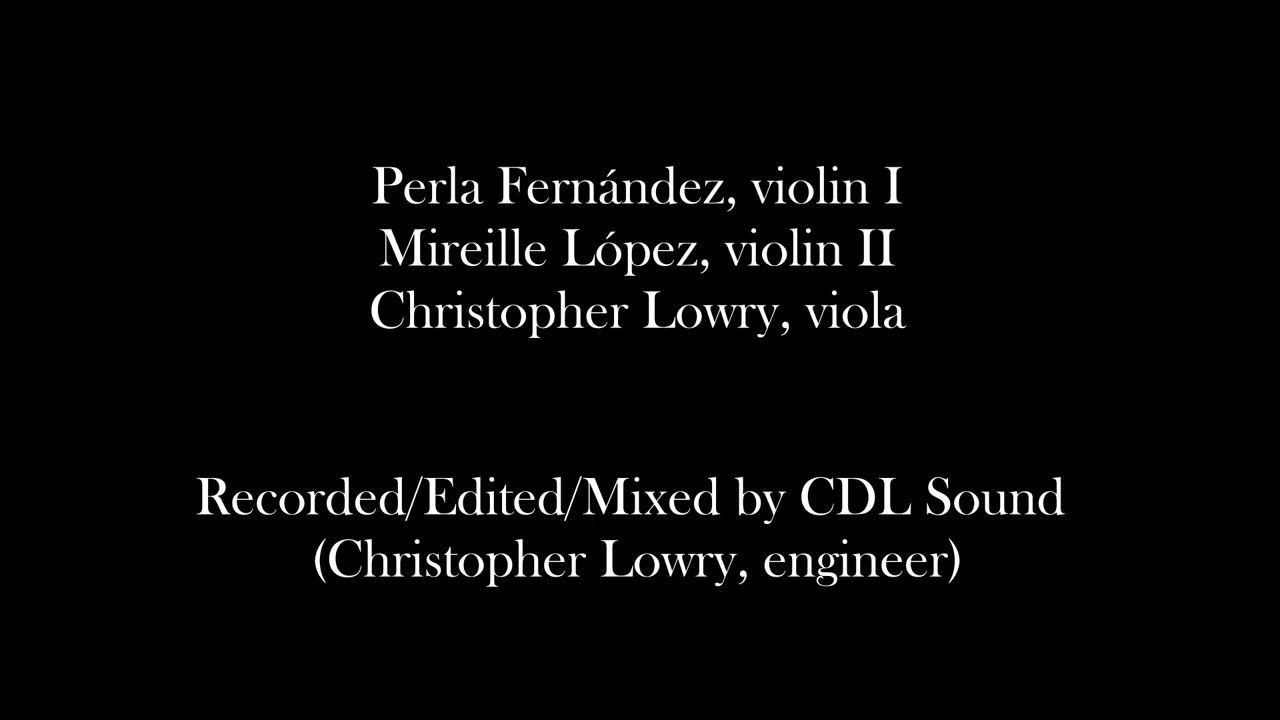 Perla Fernández, violin I
Mireille López, violin II
Christopher Lowry, viola
Recorded/Edited/Mixed by CDL Sound
(Christopher Lowry, engineer)